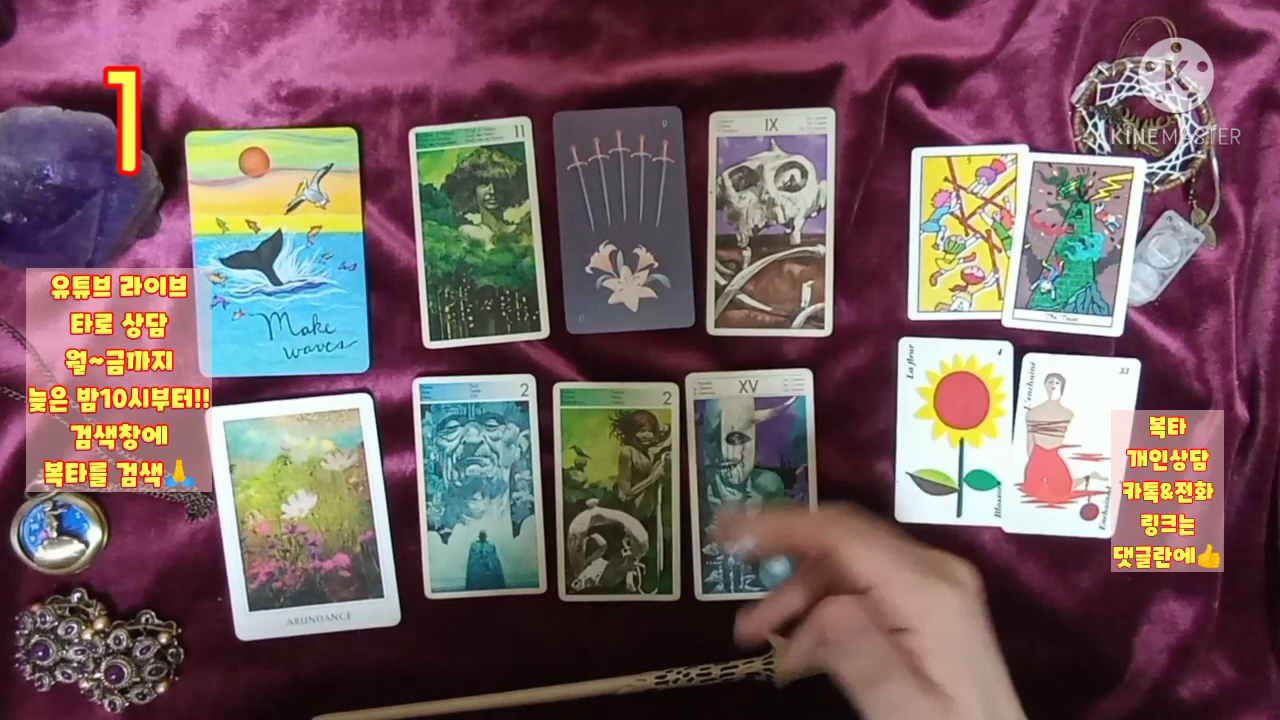 1
유튜브 라이브
타로 상담
월~금까지
늦은 밤10시부터!!
검색창에
복타를 검색🙏
Make
waves
ABUNDANCE
11
V
IX
2
2
XV
5
XVI
The Tower
La fleur
4
Blossom
L'enchaîné
33
Enchained
KINEMASTER
복타
개인상담
카톡&전화
링크는
댓글란에👍